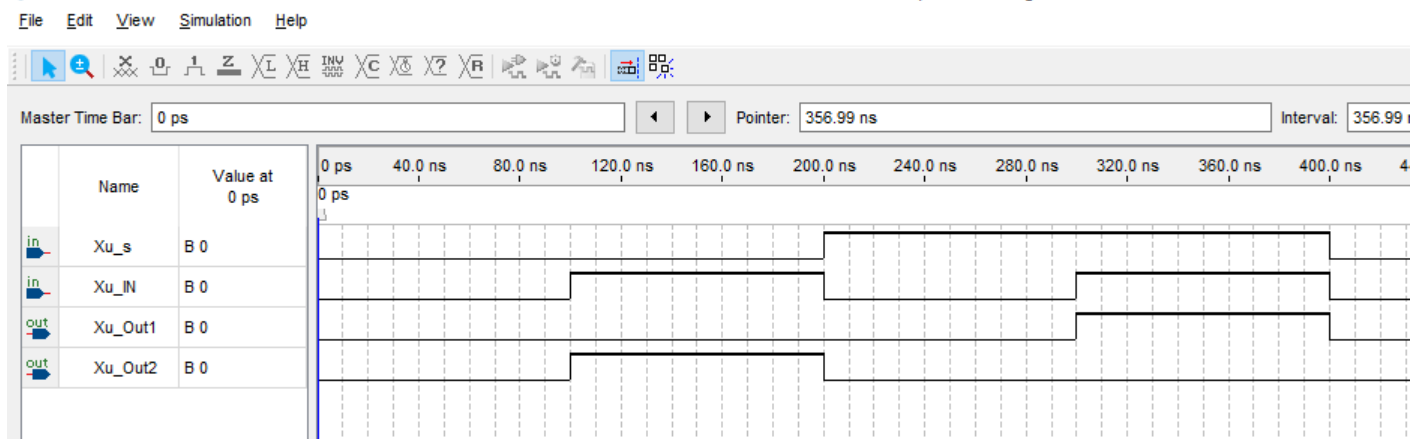 File Edit View Simulation Help
Master Time Bar: 0 ps Pointer: 356.99 ns Interval: 356.99
Name Value at 0 ps
0 ps 40.0 ns 80.0 ns 120.0 ns 160.0 ns 200.0 ns 240.0 ns 280.0 ns 320.0 ns 360.0 ns 400.0 ns 4
0 ps
in Xu_s B 0
in Xu_IN B 0
out Xu_Out1 B 0
out Xu_Out2 B 0